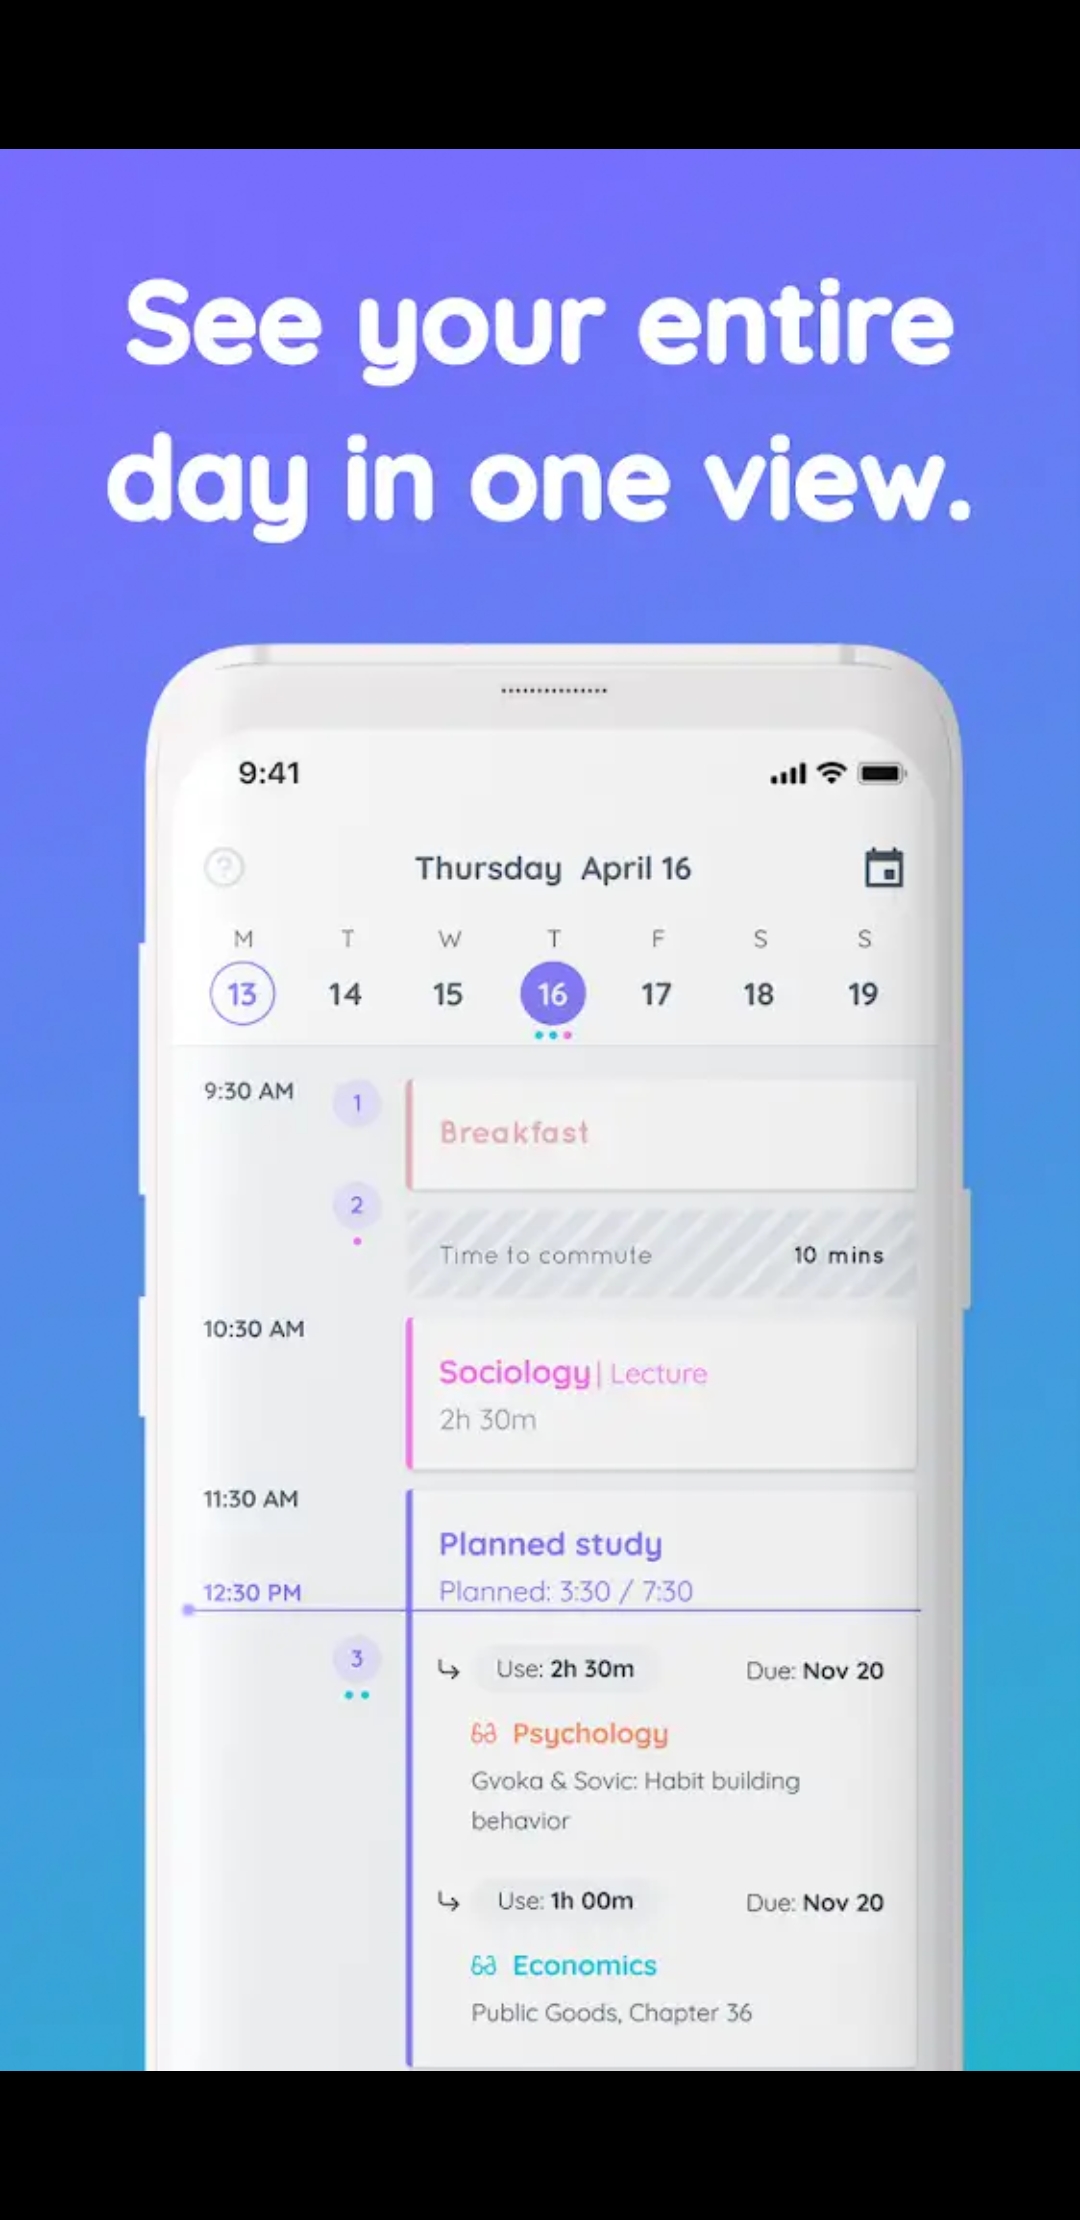 See your entire
day in one view.
9:41
?
Thursday April 16
M T W T F S S
13 14 15 16 17 18 19
9:30 AM
1
Breakfast
2
Time to commute 10 mins
10:30 AM
Sociology | Lecture
2h 30m
11:30 AM
Planned study
12:30 PM
Planned: 3:30 / 7:30
3
Use: 2h 30m Due: Nov 20
Psychology
Gvoka & Sovic: Habit building
behavior
Use: 1h 00m Due: Nov 20
Economics
Public Goods, Chapter 36